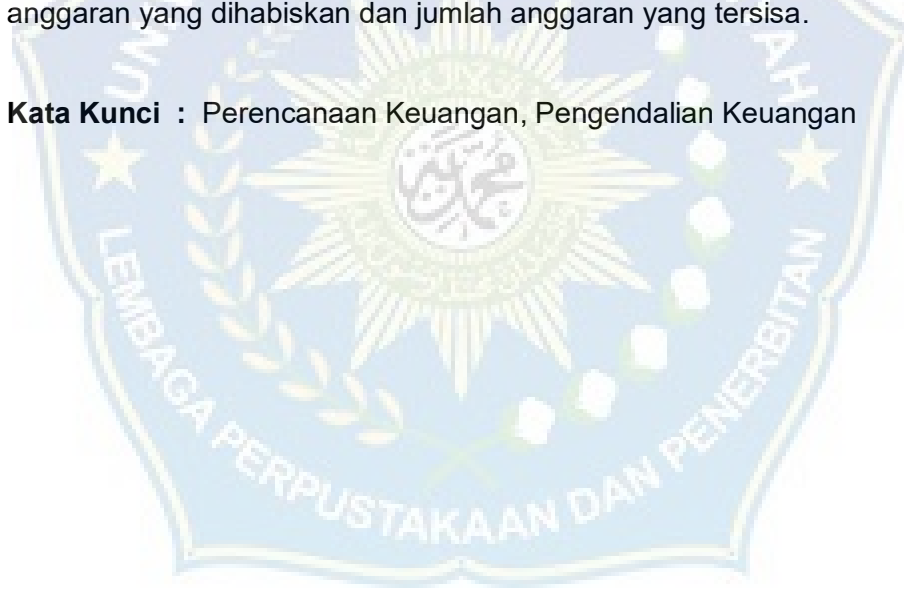 anggaran yang dihabiskan dan jumlah anggaran yang tersisa.
Kata Kunci : Perencanaan Keuangan, Pengendalian Keuangan
LEMBAGA PERPUSTAKAAN DAN PENERBITAN